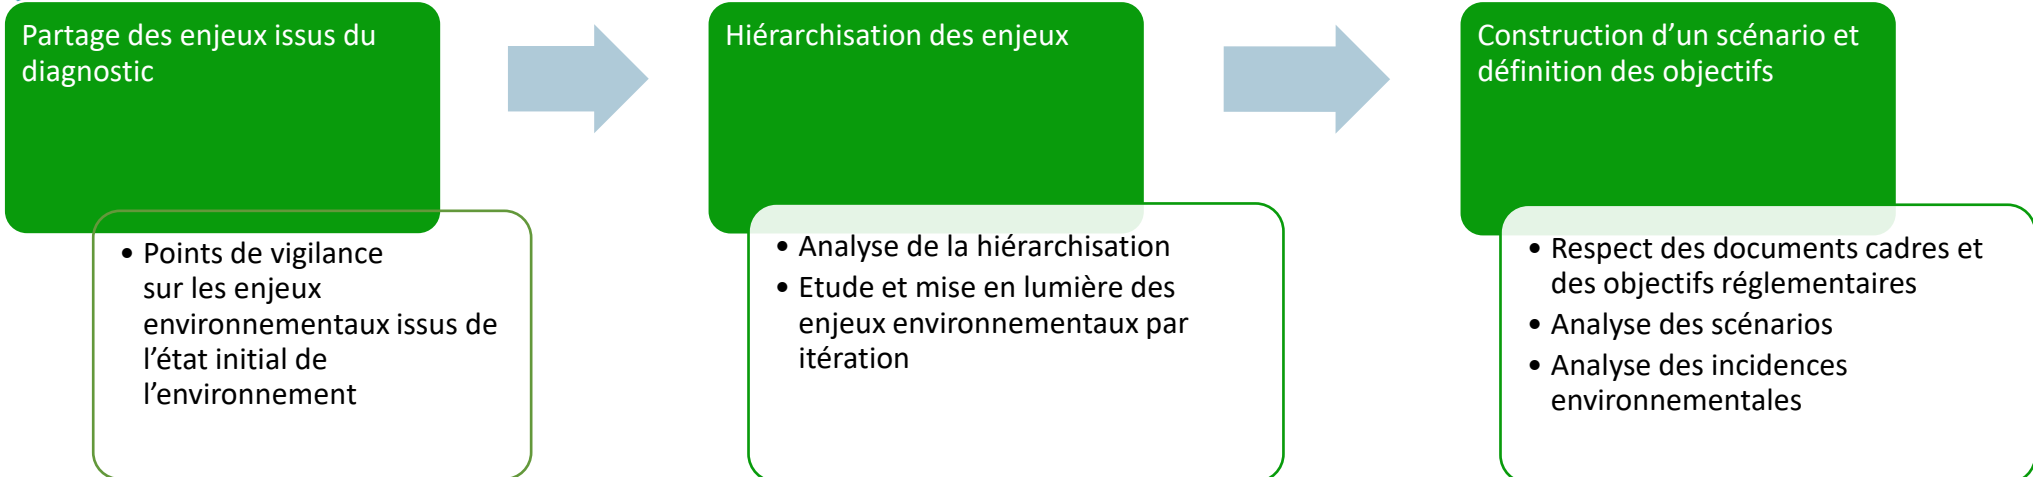 Partage des enjeux issus du
diagnostic
• Points de vigilance
sur les enjeux
environnementaux issus de
l’état initial de
l’environnement
Hiérarchisation des enjeux
• Analyse de la hiérarchisation
• Etude et mise en lumière des
enjeux environnementaux par
itération
Construction d’un scénario et
définition des objectifs
• Respect des documents cadres et
des objectifs réglementaires
• Analyse des scénarios
• Analyse des incidences
environnementales